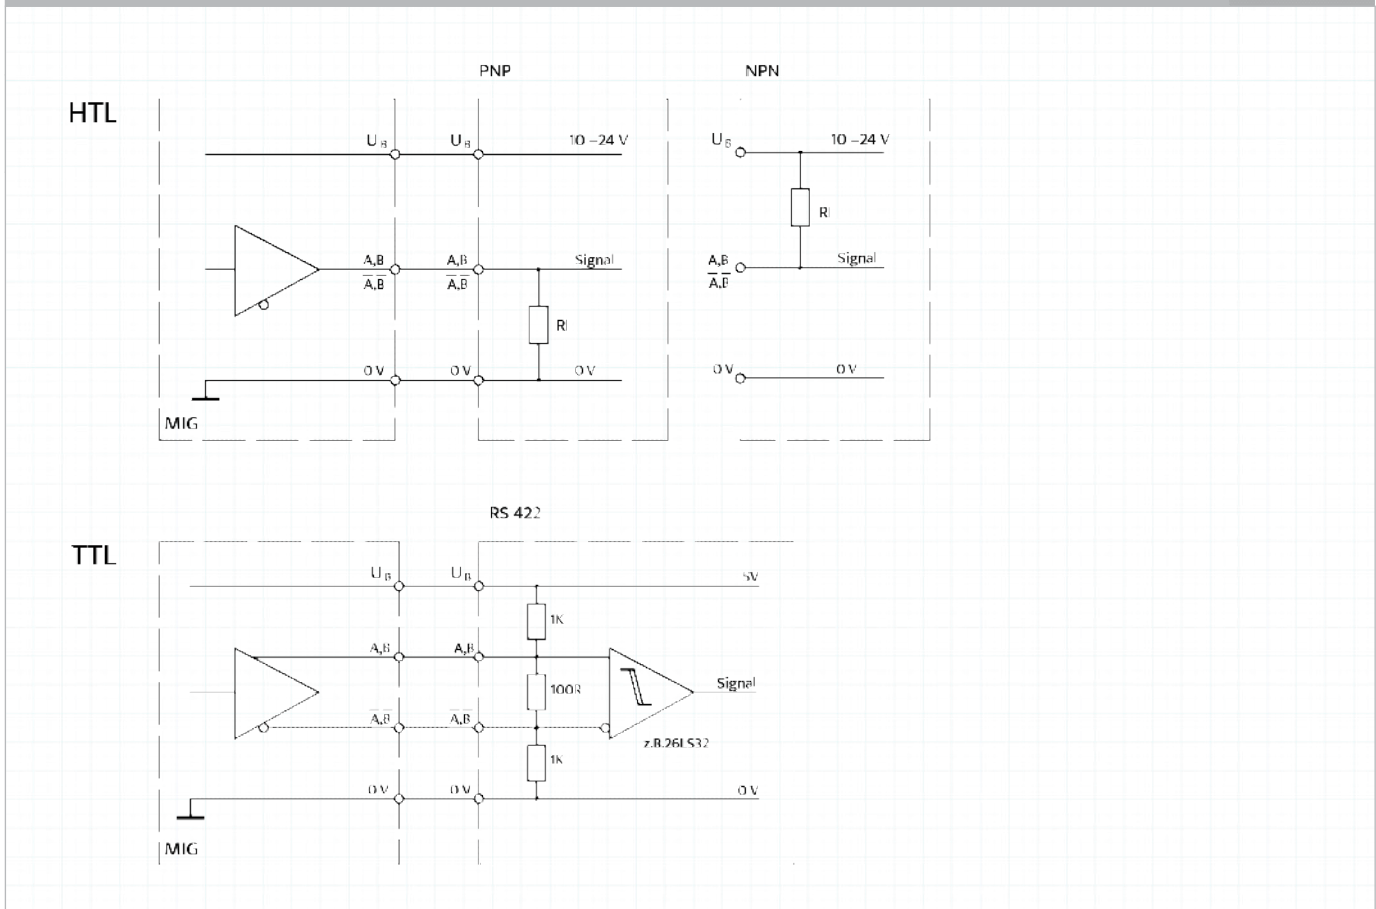 PNP
NPN
HTL
U B
U B
10 –24 V
U B
10 –24 V
A,B
A,B
A,B
A,B
Signal
Rl
Rl
A,B
A,B
Signal
0 V
0 V
0 V
0 V
0 V
MIG
RS 422
TTL
U B
U B
5V
1K
A,B
A,B
100R
Signal
A,B
A,B
z.B.26LS32
1K
0 V
0 V
0 V
MIG